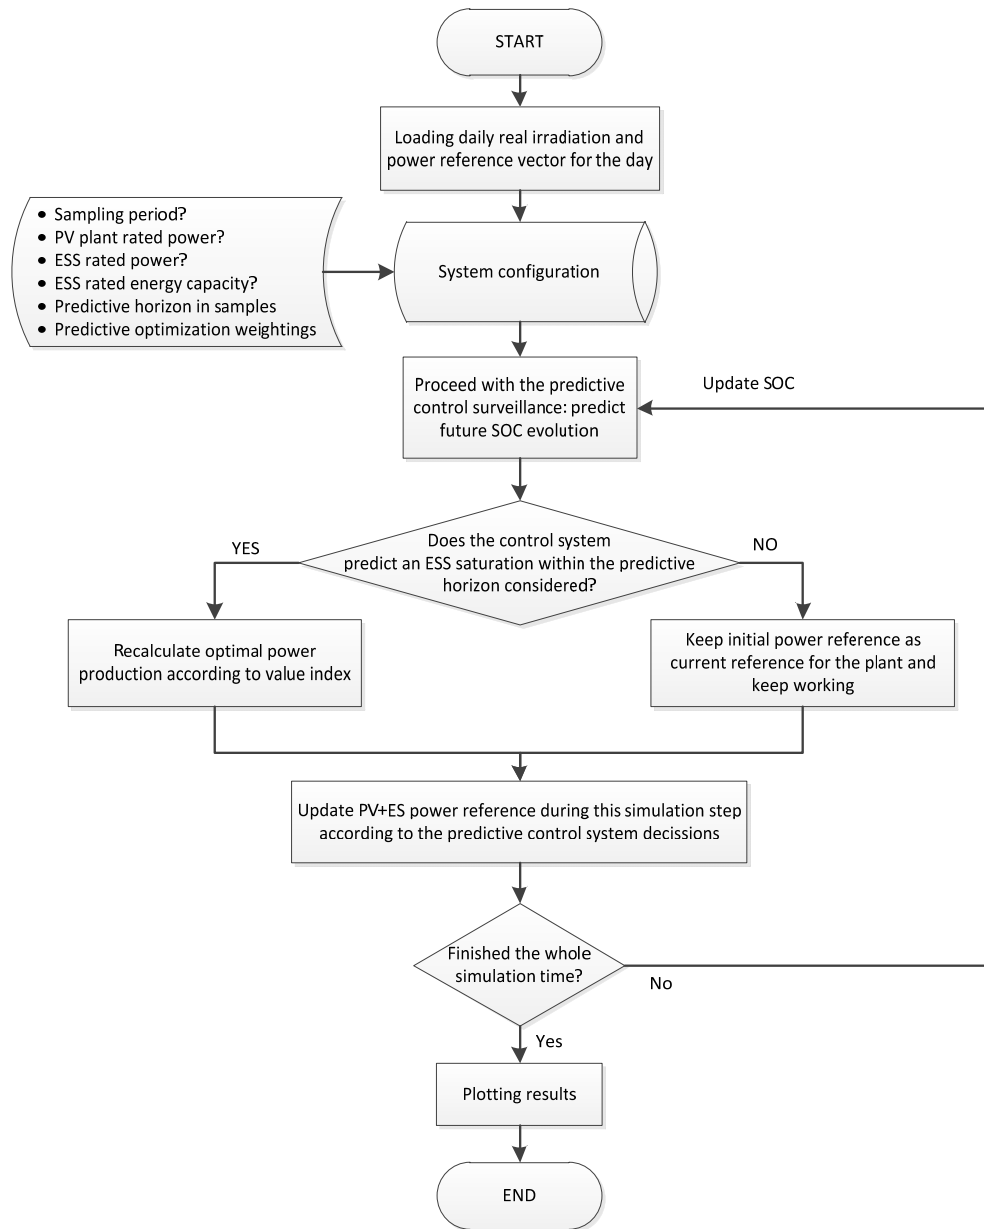 START
Loading daily real irradiation and
power reference vector for the day
• Sampling period?
• PV plant rated power?
• ESS rated power?
• ESS rated energy capacity?
• Predictive horizon in samples
• Predictive optimization weightings
System configuration
Proceed with the predictive
control surveillance: predict
future SOC evolution
Update SOC
Does the control system
predict an ESS saturation within the predictive
horizon considered?
YES
NO
Recalculate optimal power
production according to value index
Keep initial power reference as
current reference for the plant and
keep working
Update PV+ES power reference during this simulation step
according to the predictive control system decissions
Finished the whole
simulation time?
No
Yes
Plotting results
END